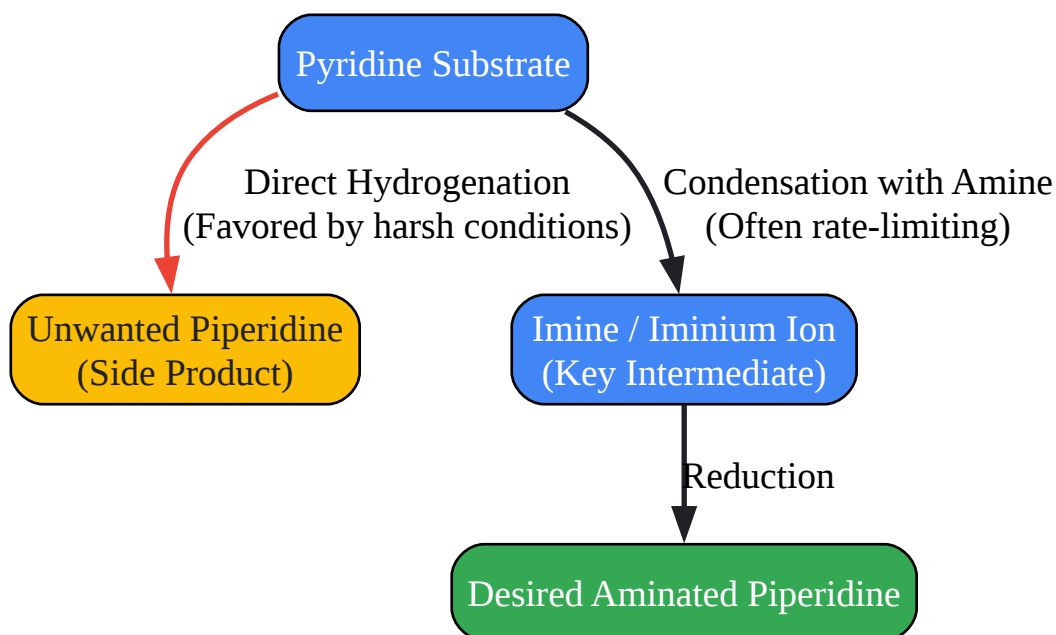 Pyridine Substrate
Direct Hydrogenation
(Favored by harsh conditions)
Condensation with Amine
(Often rate-limiting)
Unwanted Piperidine
(Side Product)
Imine / Iminium Ion
(Key Intermediate)
Reduction
Desired Aminated Piperidine